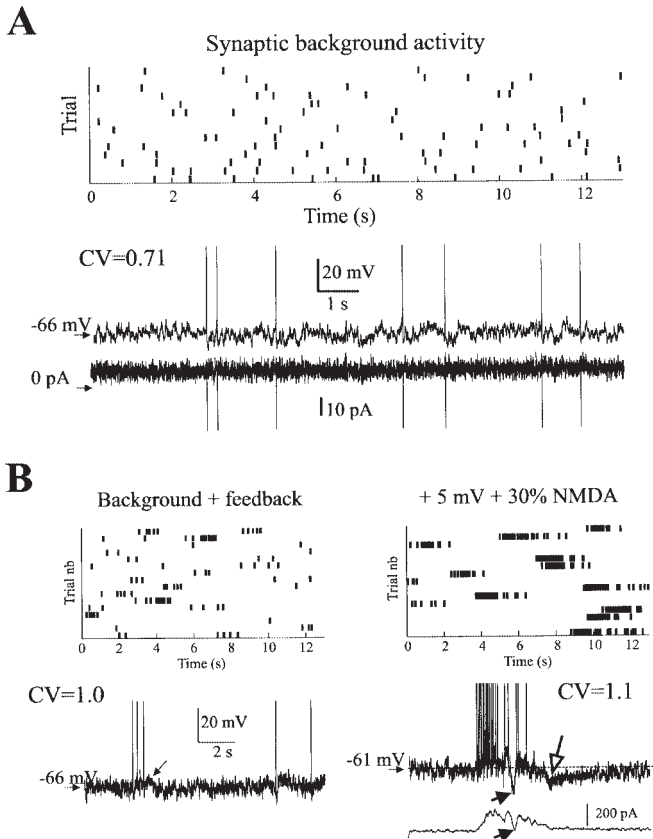 A
Synaptic background activity
Trial
0 2 4 6 8 10 12
Time (s)
CV=0.71
20 mV
1 s
-66 mV
0 pA
10 pA
B
Background + feedback
Trial nb
0 2 4 6 8 10 12
Time (s)
CV=1.0
20 mV
2 s
-66 mV
+ 5 mV + 30% NMDA
Trial nb
0 2 4 6 8 10 12
Time (s)
CV=1.1
-61 mV
200 pA